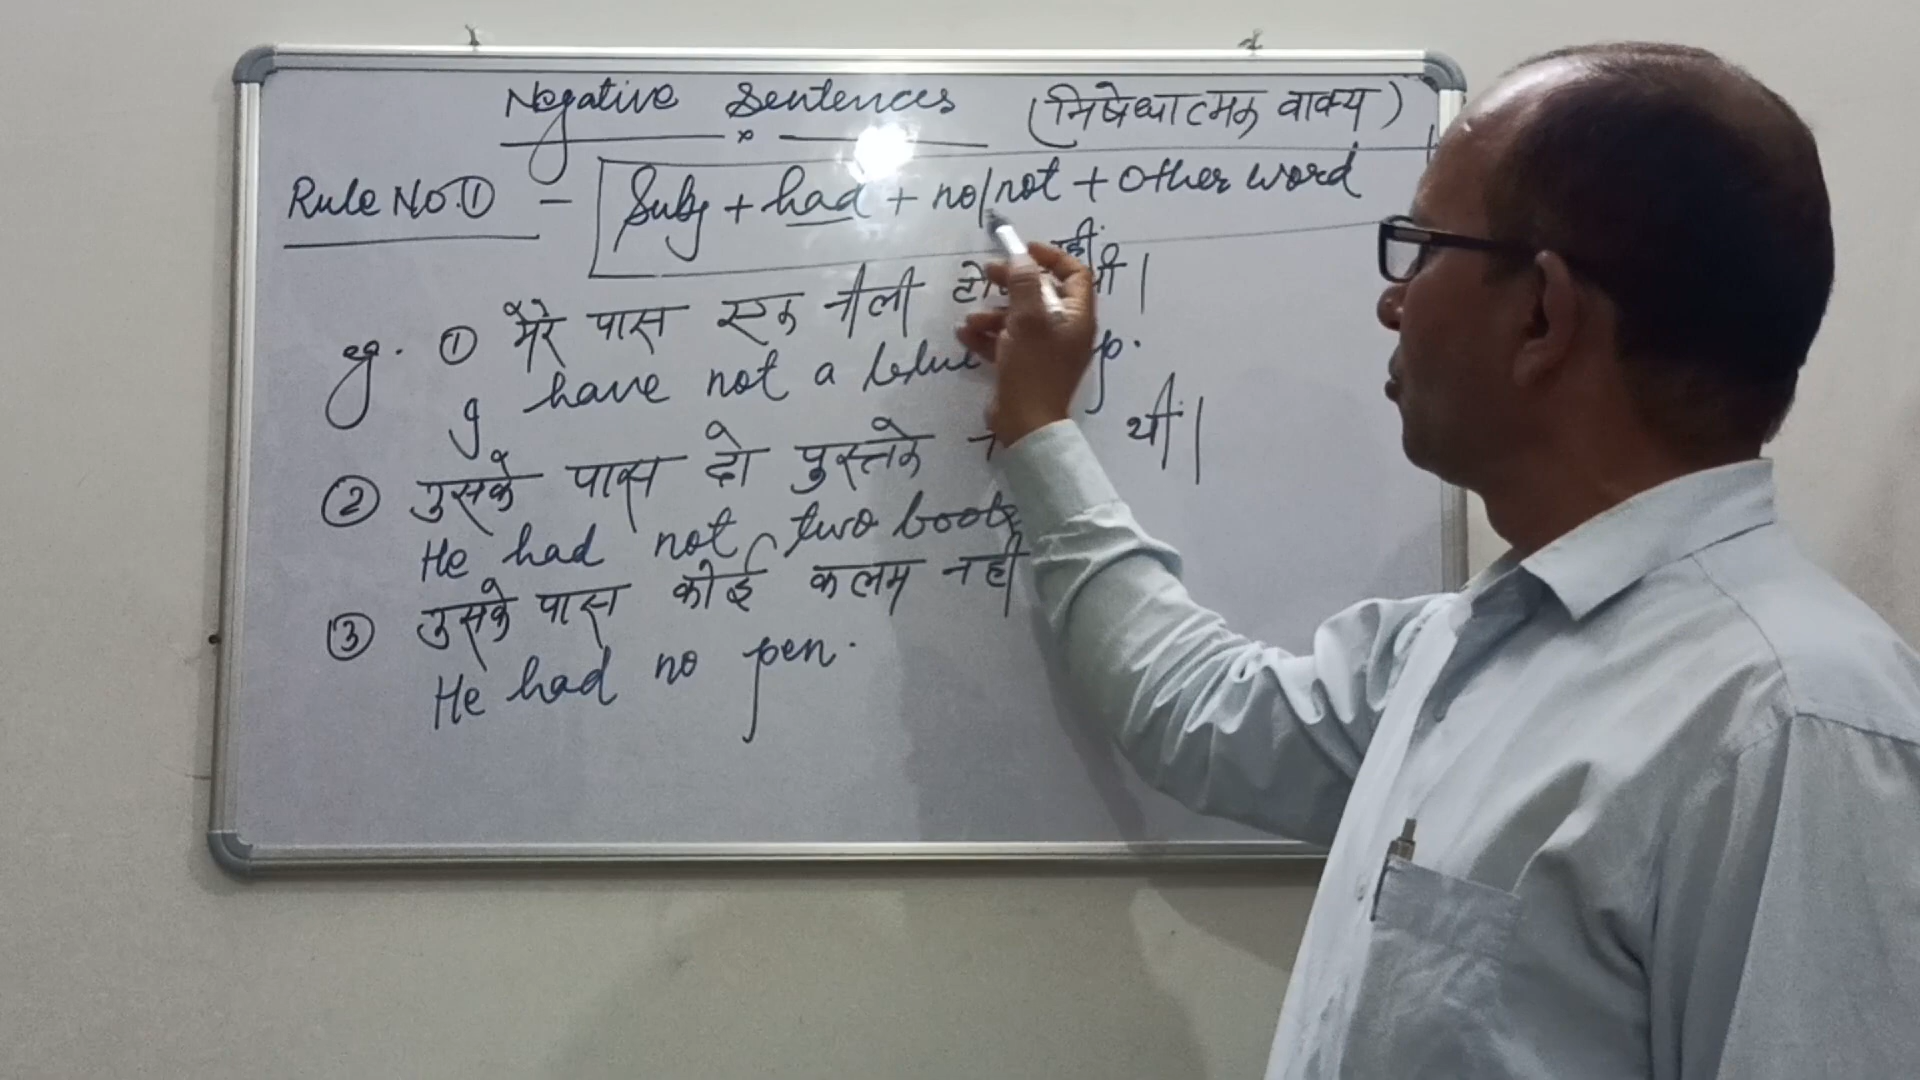 Negative Sentences (निषेध्यात्मक वाक्य)
Rule No. ① - Subj + had + no/not + Other word
eg. ① मेरे पास एक नीली थी।
I have not a blue
② उसके पास दो पुस्तके थी।
He had not two books
③ उसके पास कोई कलम नही
He had no pen.